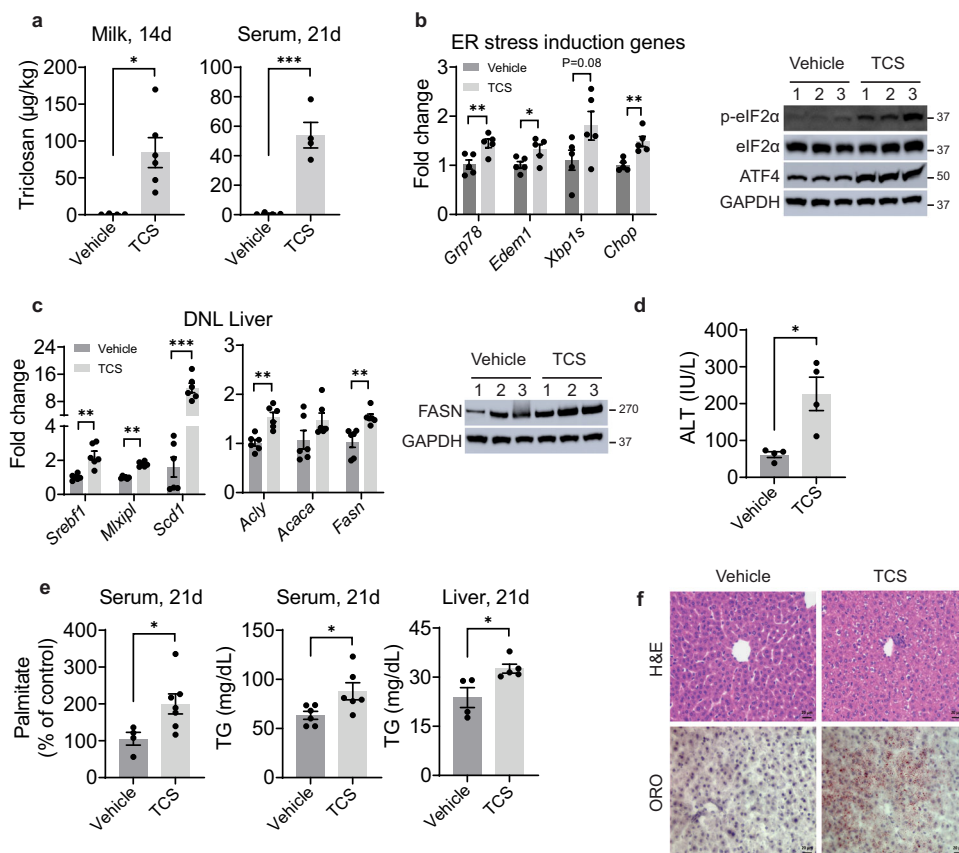 a
Milk, 14d
Serum, 21d
Triclosan (µg/kg)
200
150
100
50
0
*
Vehicle
TCS
100
80
60
40
20
0
***
Vehicle
TCS
b
ER stress induction genes
Fold change
3
2
1
0
Vehicle
TCS
**
*
P=0.08
**
Grp78
Edem1
Xbp1s
Chop
Vehicle
TCS
1 2 3 1 2 3
p-eIF2α
37
eIF2α
37
ATF4
50
GAPDH
37
c
DNL Liver
Fold change
24
16
8
4
2
0
Vehicle
TCS
**
**
***
Srebf1
Mlxipl
Scd1
3
2
1
0
**
**
Acly
Acaca
Fasn
Vehicle
TCS
1 2 3 1 2 3
FASN
270
GAPDH
37
d
ALT (IU/L)
400
300
200
100
0
*
Vehicle
TCS
e
Serum, 21d
Palmitate
(% of control)
400
300
200
100
0
*
Vehicle
TCS
Serum, 21d
TG (mg/dL)
150
100
50
0
*
Vehicle
TCS
Liver, 21d
TG (mg/dL)
45
30
15
0
*
Vehicle
TCS
f
Vehicle
TCS
H&E
ORO